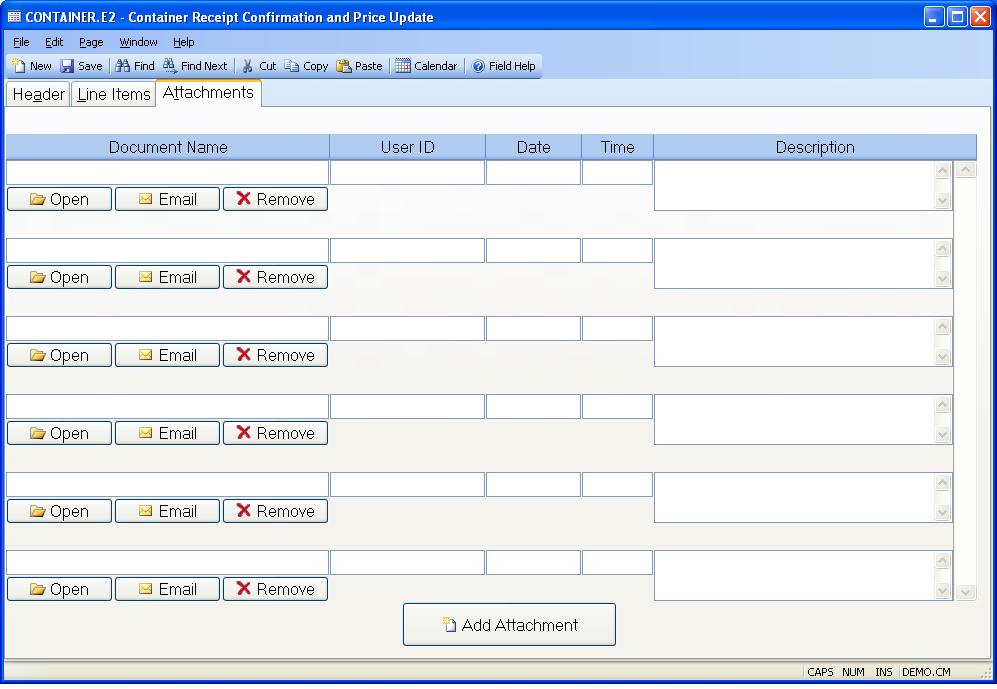 CONTAINER.E2 - Container Receipt Confirmation and Price Update
File Edit Page Window Help
New Save Find Find Next Cut Copy Paste Calendar Field Help
Header Line Items Attachments
Document Name User ID Date Time Description
Open Email Remove
Open Email Remove
Open Email Remove
Open Email Remove
Open Email Remove
Open Email Remove
Add Attachment
CAPS NUM INS DEMO.CM